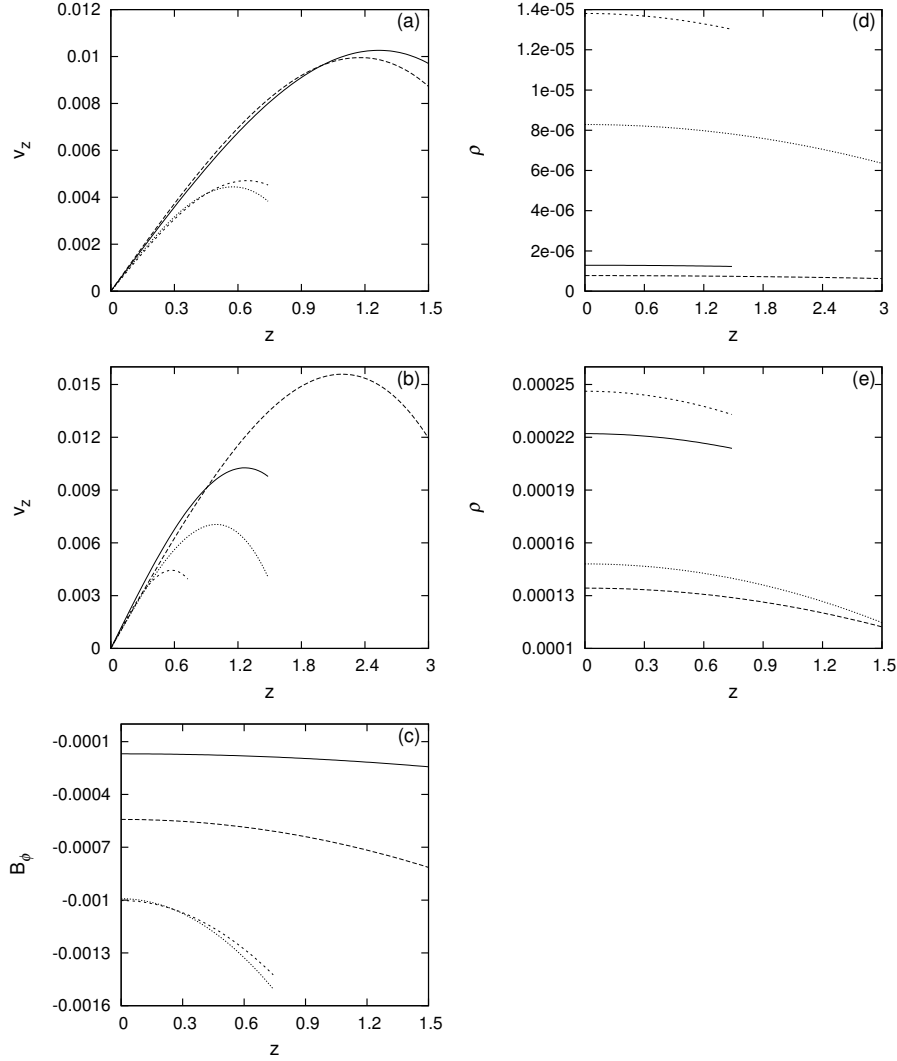 (a)
v_z
0.012
0.01
0.008
0.006
0.004
0.002
0
0 0.3 0.6 0.9 1.2 1.5
z
(d)
ρ
1.4e-05
1.2e-05
1e-05
8e-06
6e-06
4e-06
2e-06
0
0 0.6 1.2 1.8 2.4 3
z
(b)
v_z
0.015
0.012
0.009
0.006
0.003
0
0 0.6 1.2 1.8 2.4 3
z
(e)
ρ
0.00025
0.00022
0.00019
0.00016
0.00013
0.0001
0 0.3 0.6 0.9 1.2 1.5
z
(c)
B_ϕ
-0.0001
-0.0004
-0.0007
-0.001
-0.0013
-0.0016
0 0.3 0.6 0.9 1.2 1.5
z